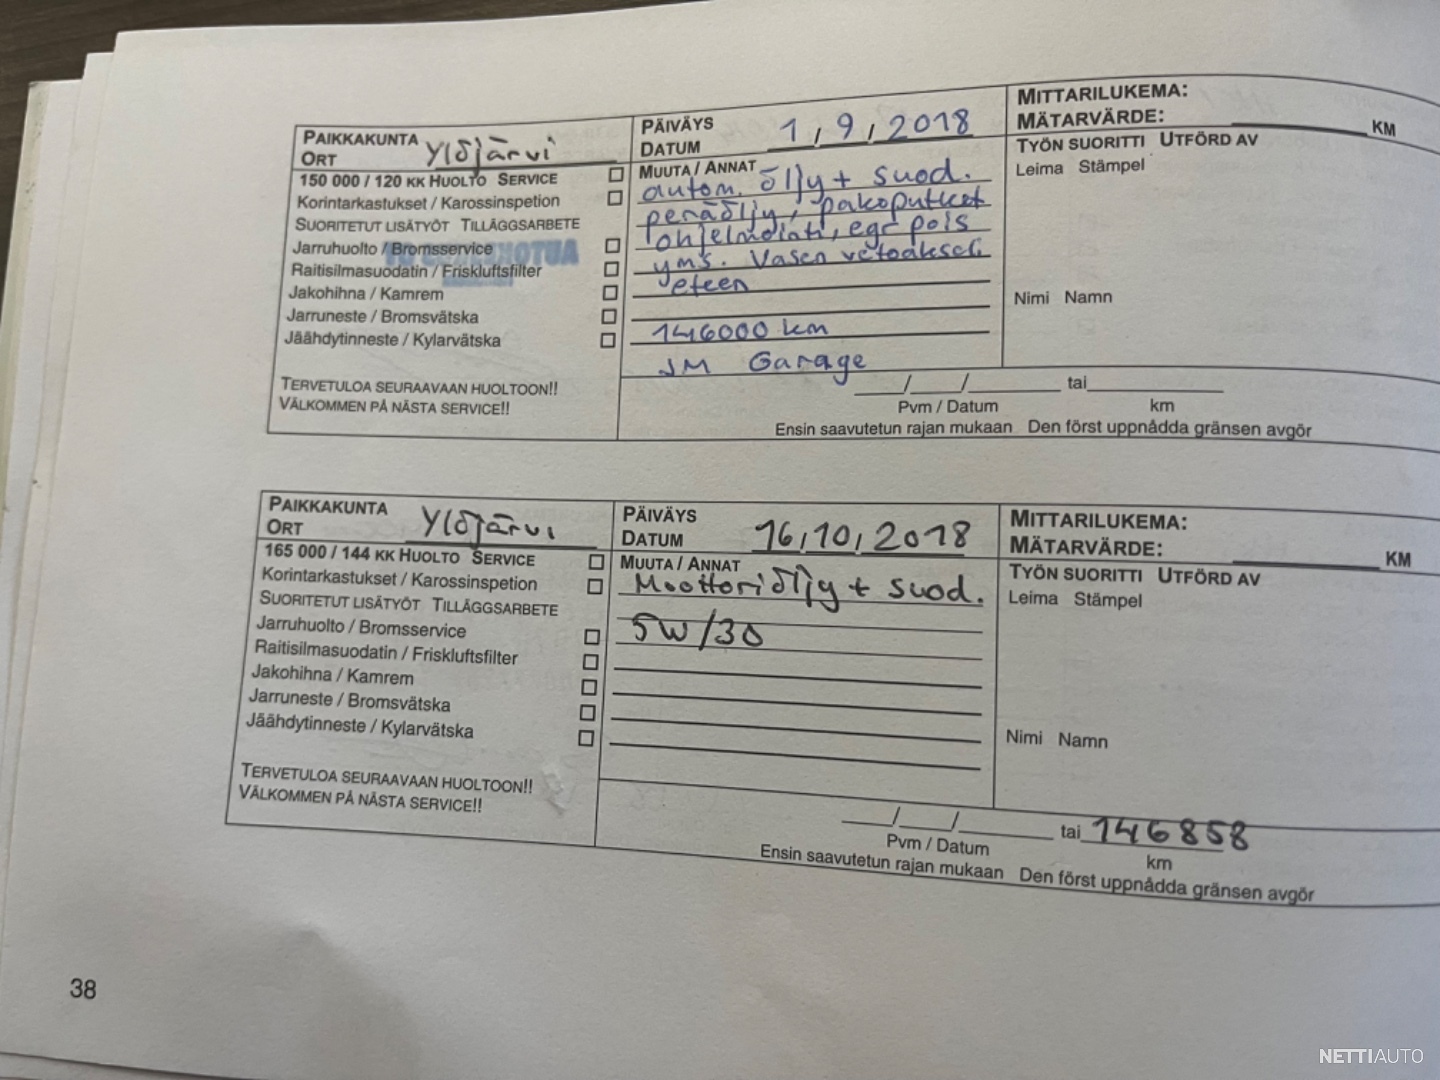 PAIKKAKUNTA Ylöjärvi
ORT
PÄIVÄYS 1, 9, 2018
DATUM
MITTARILUKEMA:
MÄTARVÄRDE: KM
150 000 / 120 KK HUOLTO SERVICE
Korintarkastukset / Karossinspetion
SUORITETUT LISÄTYÖT TILLÄGGSARBETE
Jarruhuolto / Bromsservice
Raitisilmasuodatin / Friskluftsfilter
Jakohihna / Kamrem
Jarruneste / Bromsvätska
Jäähdytinneste / Kylarvätska
TERVETULOA SEURAAVAAN HUOLTOON!!
VÄLKOMMEN PÅ NÄSTA SERVICE!!
MUUTA / ANNAT
autom. öljy + suod.
peräöljy, pakoputket
ohjelmointi, egr pois
yms. Vasen vetoakseli
eteen
146000 km
JM Garage
TYÖN SUORITTI UTFÖRD AV
Leima Stämpel
Nimi Namn
__/__/____ tai
Pvm / Datum km
Ensin saavutetun rajan mukaan Den först uppnådda gränsen avgör
PAIKKAKUNTA Ylöjärvi
ORT
PÄIVÄYS 16, 10, 2018
DATUM
MITTARILUKEMA:
MÄTARVÄRDE: KM
165 000 / 144 KK HUOLTO SERVICE
Korintarkastukset / Karossinspetion
SUORITETUT LISÄTYÖT TILLÄGGSARBETE
Jarruhuolto / Bromsservice
Raitisilmasuodatin / Friskluftsfilter
Jakohihna / Kamrem
Jarruneste / Bromsvätska
Jäähdytinneste / Kylarvätska
TERVETULOA SEURAAVAAN HUOLTOON!!
VÄLKOMMEN PÅ NÄSTA SERVICE!!
MUUTA / ANNAT
Moottoriöljy + suod.
5W/30
TYÖN SUORITTI UTFÖRD AV
Leima Stämpel
Nimi Namn
__/__/____ tai 146858
Pvm / Datum km
Ensin saavutetun rajan mukaan Den först uppnådda gränsen avgör
38
NETTIAUTO